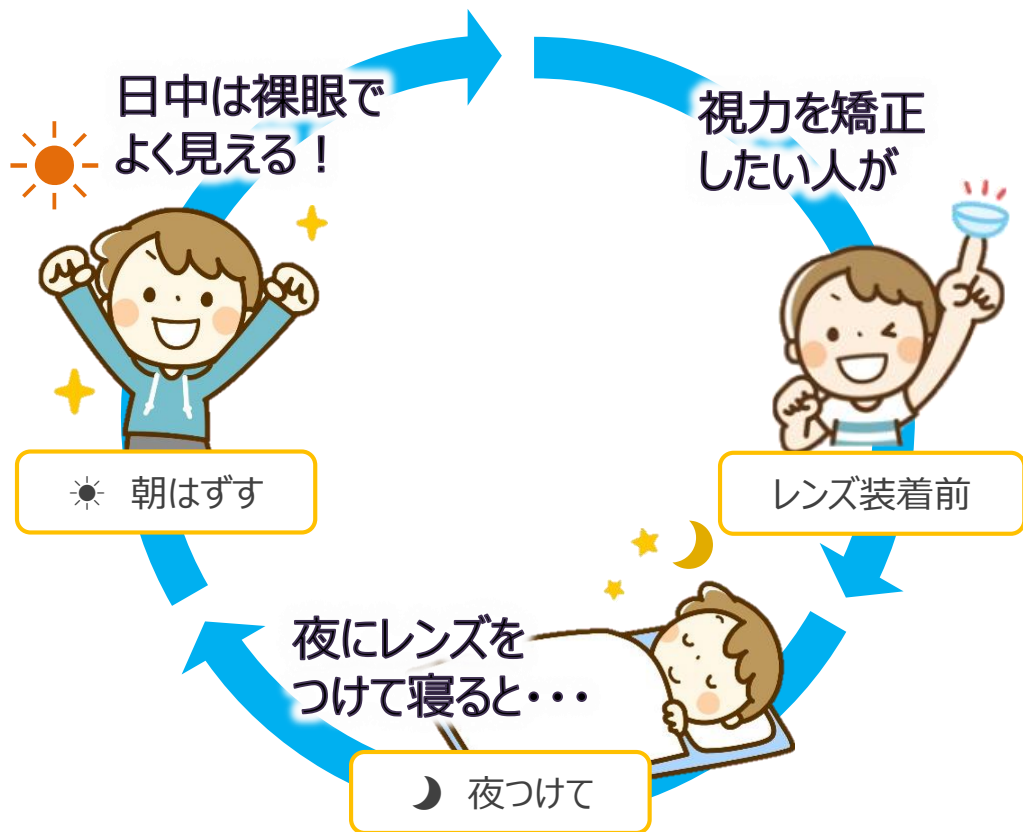 視力を矯正
したい人が
レンズ装着前
夜にレンズを
つけて寝ると・・・
夜つけて
日中は裸眼で
よく見える！
朝はずす